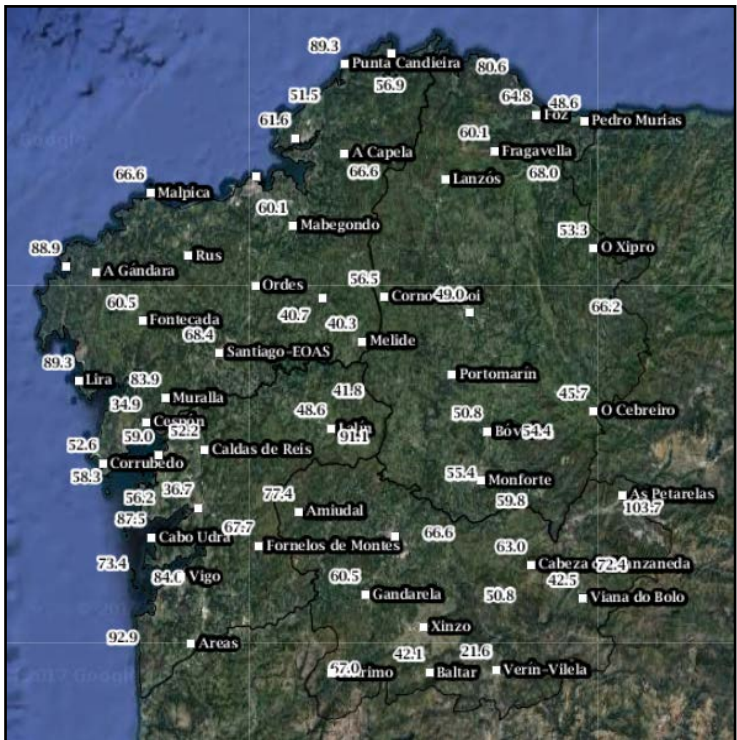 89.3
Punta Candieira
80.6
56.9
51.5
64.8
48.6
Foz
Pedro Murias
61.6
60.1
Fragavella
A Capela
66.6
68.0
Lanzós
66.6
Malpica
60.1
Mabegondo
53.3
O Xipro
88.9
Rus
A Gándara
56.5
Ordes
49.0
60.5
40.7
66.2
Fontecada
40.3
68.4
Melide
Santiago-EOAS
89.3
Lira
83.9
Portomarín
41.8
45.7
Muralla
34.9
48.6
50.8
O Cebreiro
Cespón
59.0
52.2
Lalín
91.1
54.4
52.6
Caldas de Reis
Corrubedo
58.3
55.4
Monforte
36.7
56.2
77.4
59.8
As Petarelas
103.7
87.5
Amiudal
67.7
66.6
Cabo Udra
Fornelos de Montes
63.0
73.4
Cabeza de Manzaneda
72.4
84.0
Vigo
60.5
42.5
Gandarela
50.8
Viana do Bolo
Xinzo
92.9
Areas
42.1
21.6
67.0
Baltar
Verín-Vilela